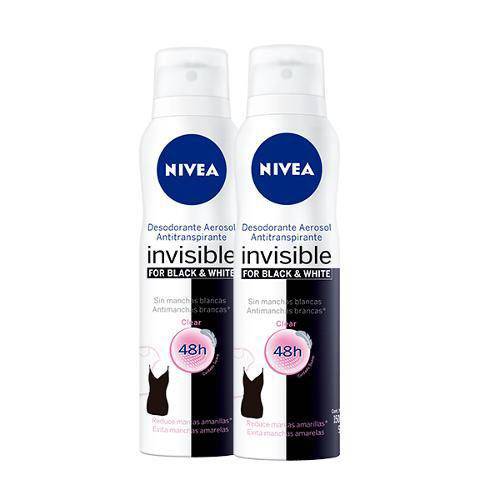 NIVEA
Desodorante Aerosol
Antitranspirante
invisible
FOR BLACK & WHITE
Sin manchas blancas
Antimanchas brancas*
Clear
48h
Reduce marcas amarillas*
Evita manchas amarelas
NIVEA
Desodorante Aerosol
Antitranspirante
invisible
FOR BLACK & WHITE
Sin manchas blancas
Antimanchas brancas*
Clear
48h
Reduce marcas amarillas*
Evita manchas amarelas